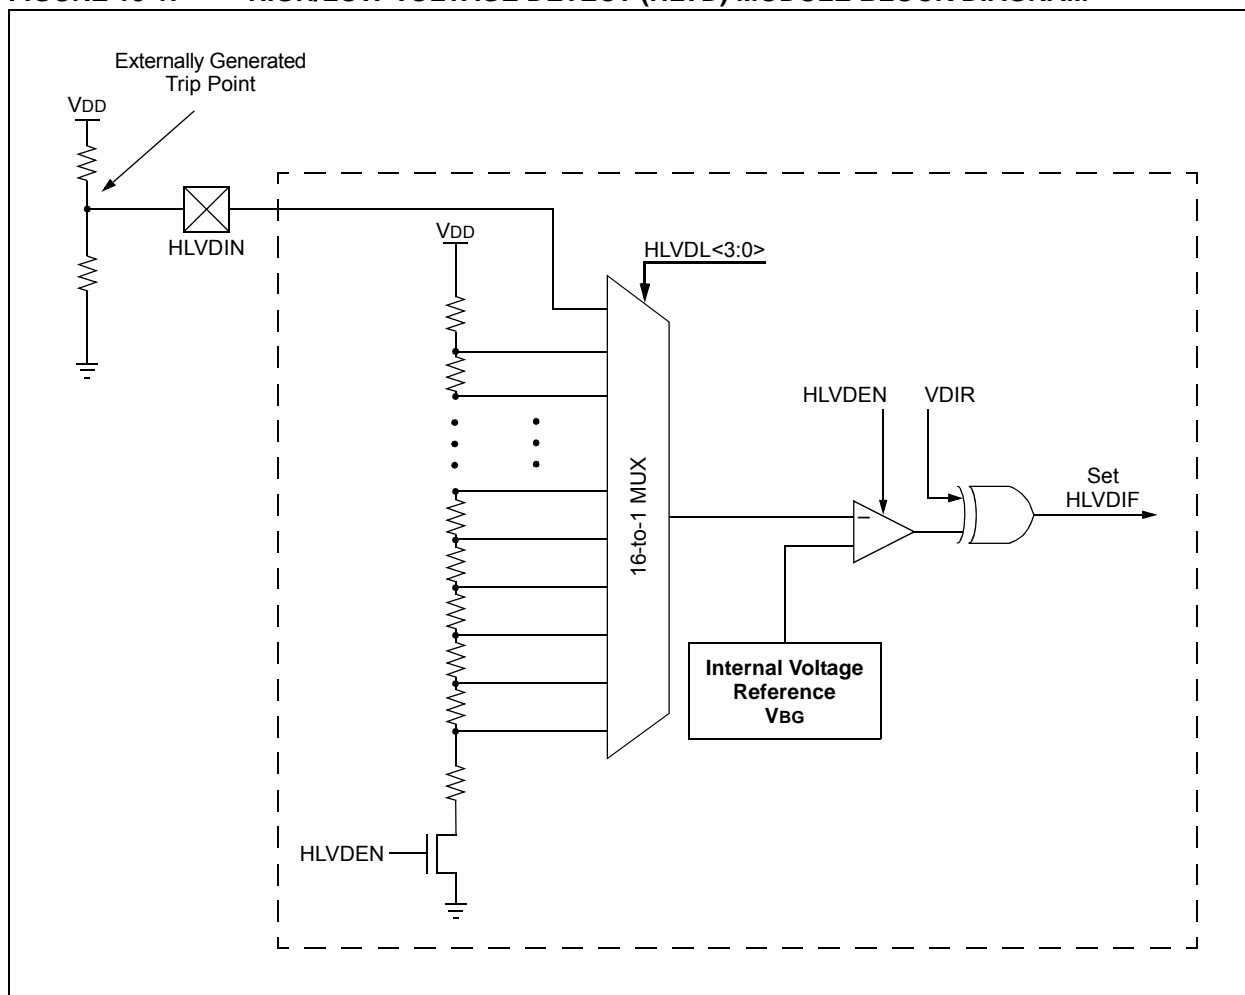 Externally Generated
Trip Point
VDD
HLVDIN
VDD
HLVDL<3:0>
16-to-1 MUX
HLVDEN
VDIR
Set
HLVDIF
–
Internal Voltage
Reference
VBG
HLVDEN